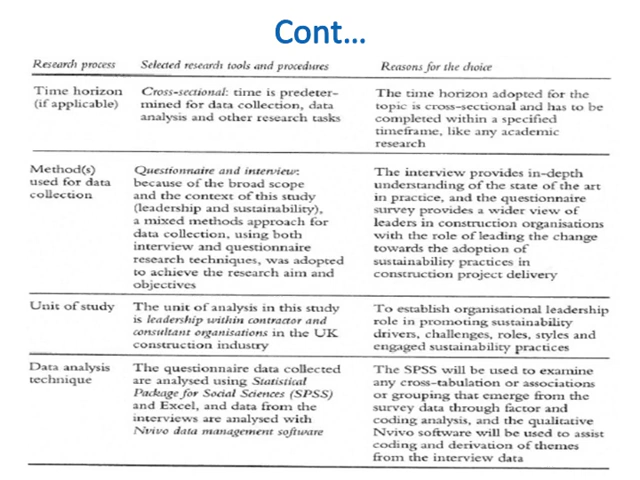 Cont...
Research process Selected research tools and procedures Reasons for the choice
Time horizon
(if applicable)
Cross-sectional: time is predeter-
mined for data collection, data
analysis and other research tasks
The time horizon adopted for the
topic is cross-sectional and has to be
completed within a specified
timeframe, like any academic
research
Method(s)
used for data
collection
Questionnaire and interview:
because of the broad scope
and the context of this study
(leadership and sustainability),
a mixed methods approach for
data collection, using both
interview and questionnaire
research techniques, was adopted
to achieve the research aim and
objectives
The interview provides in-depth
understanding of the state of the art
in practice, and the questionnaire
survey provides a wider view of
leaders in construction organisations
with the role of leading the change
towards the adoption of
sustainability practices in
construction project delivery
Unit of study
The unit of analysis in this study
is leadership within contractor and
consultant organisations in the UK
construction industry
To establish organisational leadership
role in promoting sustainability
drivers, challenges, roles, styles and
engaged sustainability practices
Data analysis
technique
The questionnaire data collected
are analysed using Statistical
Package for Social Sciences (SPSS)
and Excel, and data from the
interviews are analysed with
Nvivo data management software
The SPSS will be used to examine
any cross-tabulation or associations
or grouping that emerge from the
survey data through factor and
coding analysis, and the qualitative
Nvivo software will be used to assist
coding and derivation of themes
from the interview data